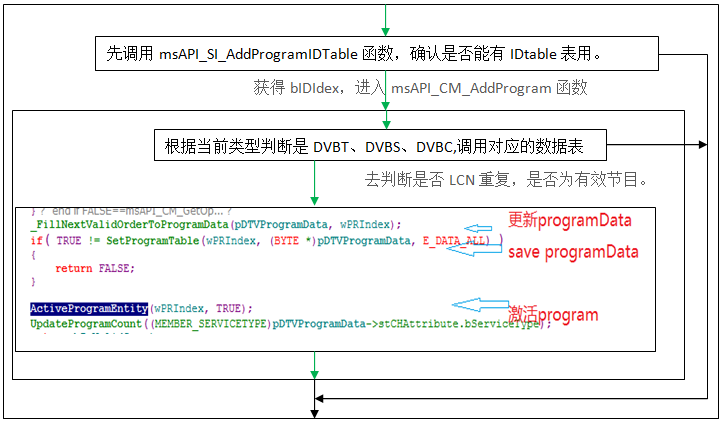 先调用 msAPI_SI_AddProgramIDTable 函数，确认是否能有 IDtable 表用。
获得 bIDIdex，进入 msAPI_CM_AddProgram 函数
根据当前类型判断是 DVBT、DVBS、DVBC,调用对应的数据表
去判断是否 LCN 重复，是否为有效节目。
} ? end if FALSE==msAPI_CM_GetOp... ?
_FillNextValidOrderToProgramData(pDTVProgramData, wPRIndex);
更新programData
if( TRUE != SetProgramTable(wPRIndex, (BYTE *)pDTVProgramData, E_DATA_ALL) )
save programData
{
return FALSE;
}
ActiveProgramEntity(wPRIndex, TRUE);
激活program
UpdateProgramCount((MEMBER_SERVICETYPE)pDTVProgramData->stCHAttribute.bServiceType);